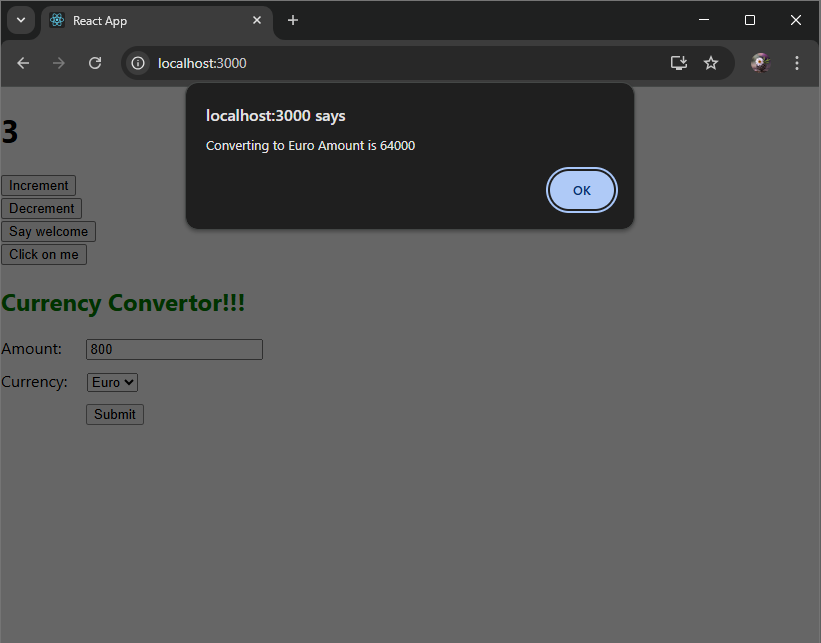 React App
localhost:3000
localhost:3000 says
Converting to Euro Amount is 64000
OK
3
Increment
Decrement
Say welcome
Click on me
Currency Convertor!!!
Amount: 800
Currency: Euro
Submit